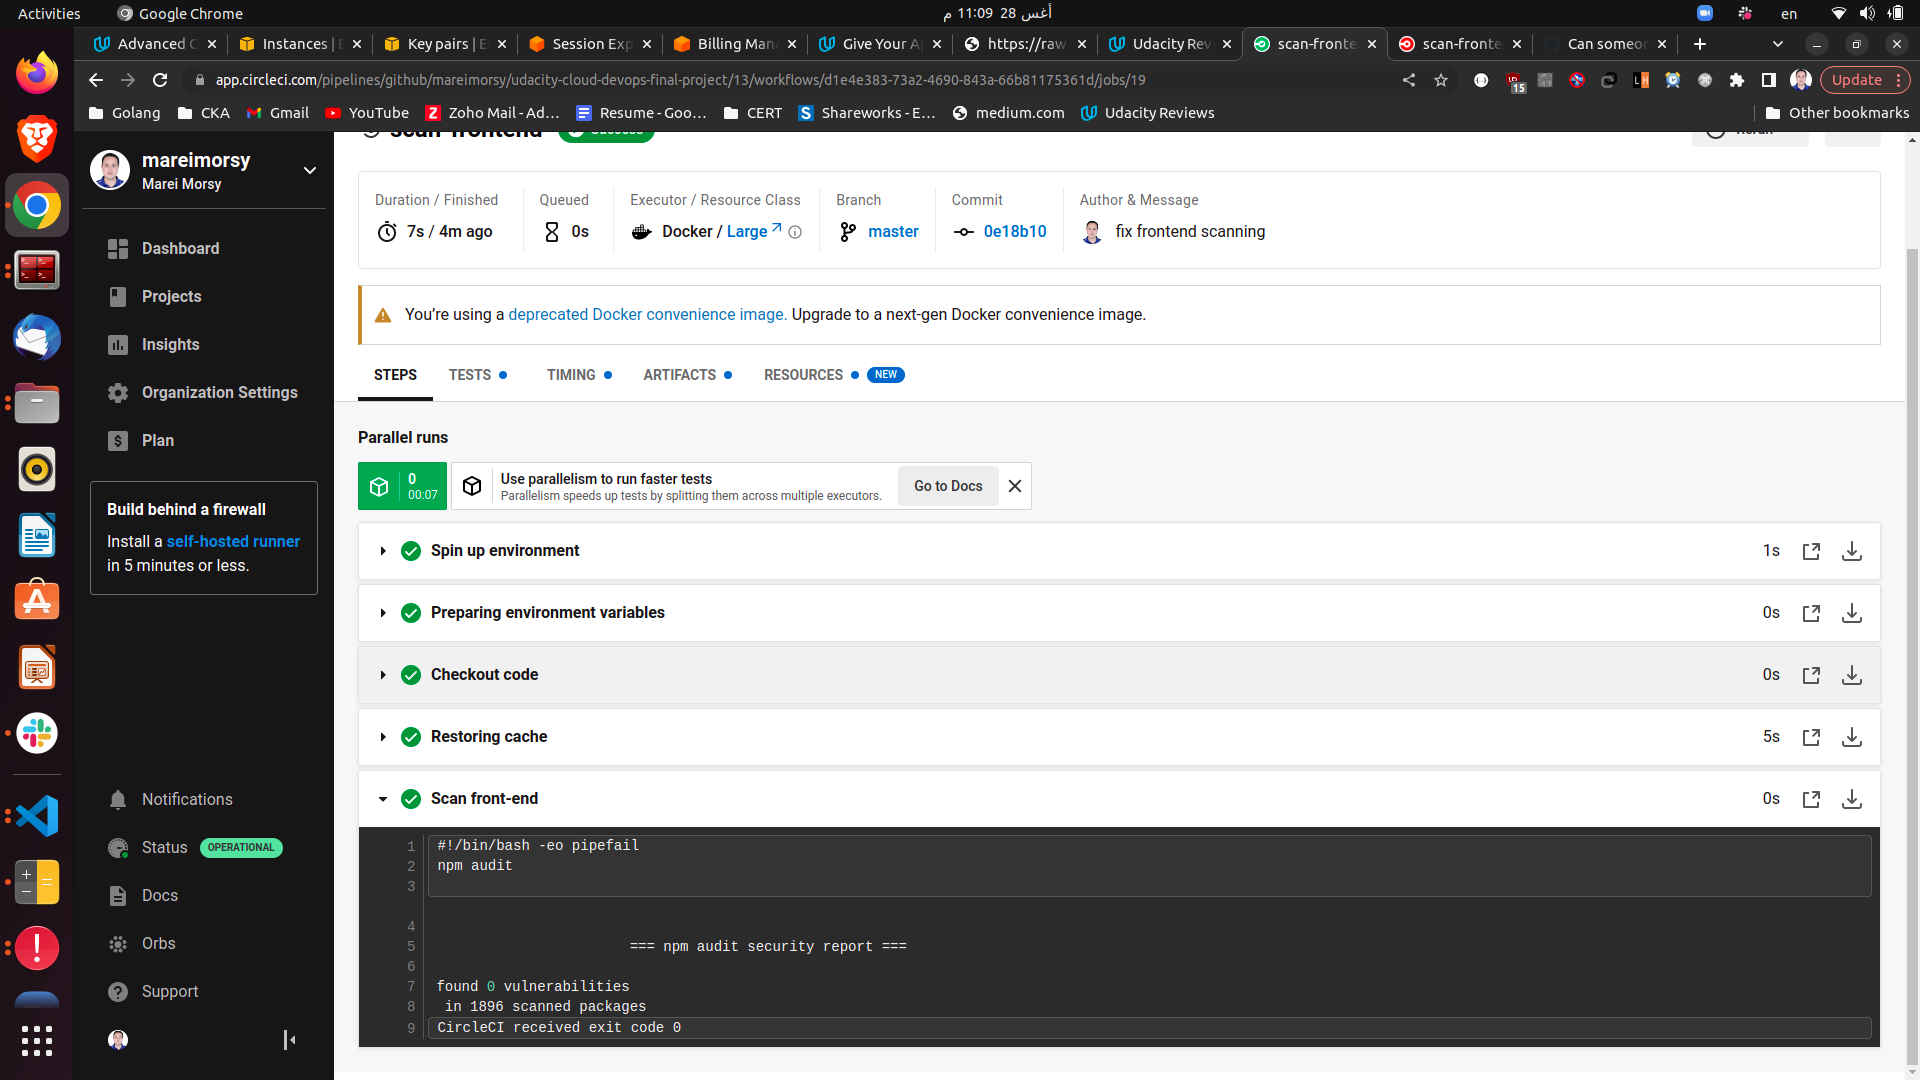 Activities
Google Chrome
أغس 28  11:09 م
en
Advanced C
Instances | E
Key pairs | E
Session Exp
Billing Mana
Give Your A
https://raw
Udacity Rev
scan-fronte
scan-fronte
Can someor
app.circleci.com/pipelines/github/mareimorsy/udacity-cloud-devops-final-project/13/workflows/d1e4e383-73a2-4690-843a-66b81175361d/jobs/19
15
Update
Golang
CKA
Gmail
YouTube
Zoho Mail - Ad...
Resume - Goo...
CERT
Shareworks - E...
medium.com
Udacity Reviews
Other bookmarks
mareimorsy
Marei Morsy
Dashboard
Projects
Insights
Organization Settings
Plan
Build behind a firewall
Install a self-hosted runner
in 5 minutes or less.
Notifications
Status OPERATIONAL
Docs
Orbs
Support
scan-frontend
Success
Rerun
Duration / Finished
7s / 4m ago
Queued
0s
Executor / Resource Class
Docker / Large
Branch
master
Commit
0e18b10
Author & Message
fix frontend scanning
You’re using a deprecated Docker convenience image. Upgrade to a next-gen Docker convenience image.
STEPS
TESTS
TIMING
ARTIFACTS
RESOURCES
NEW
Parallel runs
0
00:07
Use parallelism to run faster tests
Parallelism speeds up tests by splitting them across multiple executors.
Go to Docs
Spin up environment 1s
Preparing environment variables 0s
Checkout code 0s
Restoring cache 5s
Scan front-end 0s
1 #!/bin/bash -eo pipefail
2 npm audit
3
4
5 === npm audit security report ===
6
7 found 0 vulnerabilities
8 in 1896 scanned packages
9 CircleCI received exit code 0